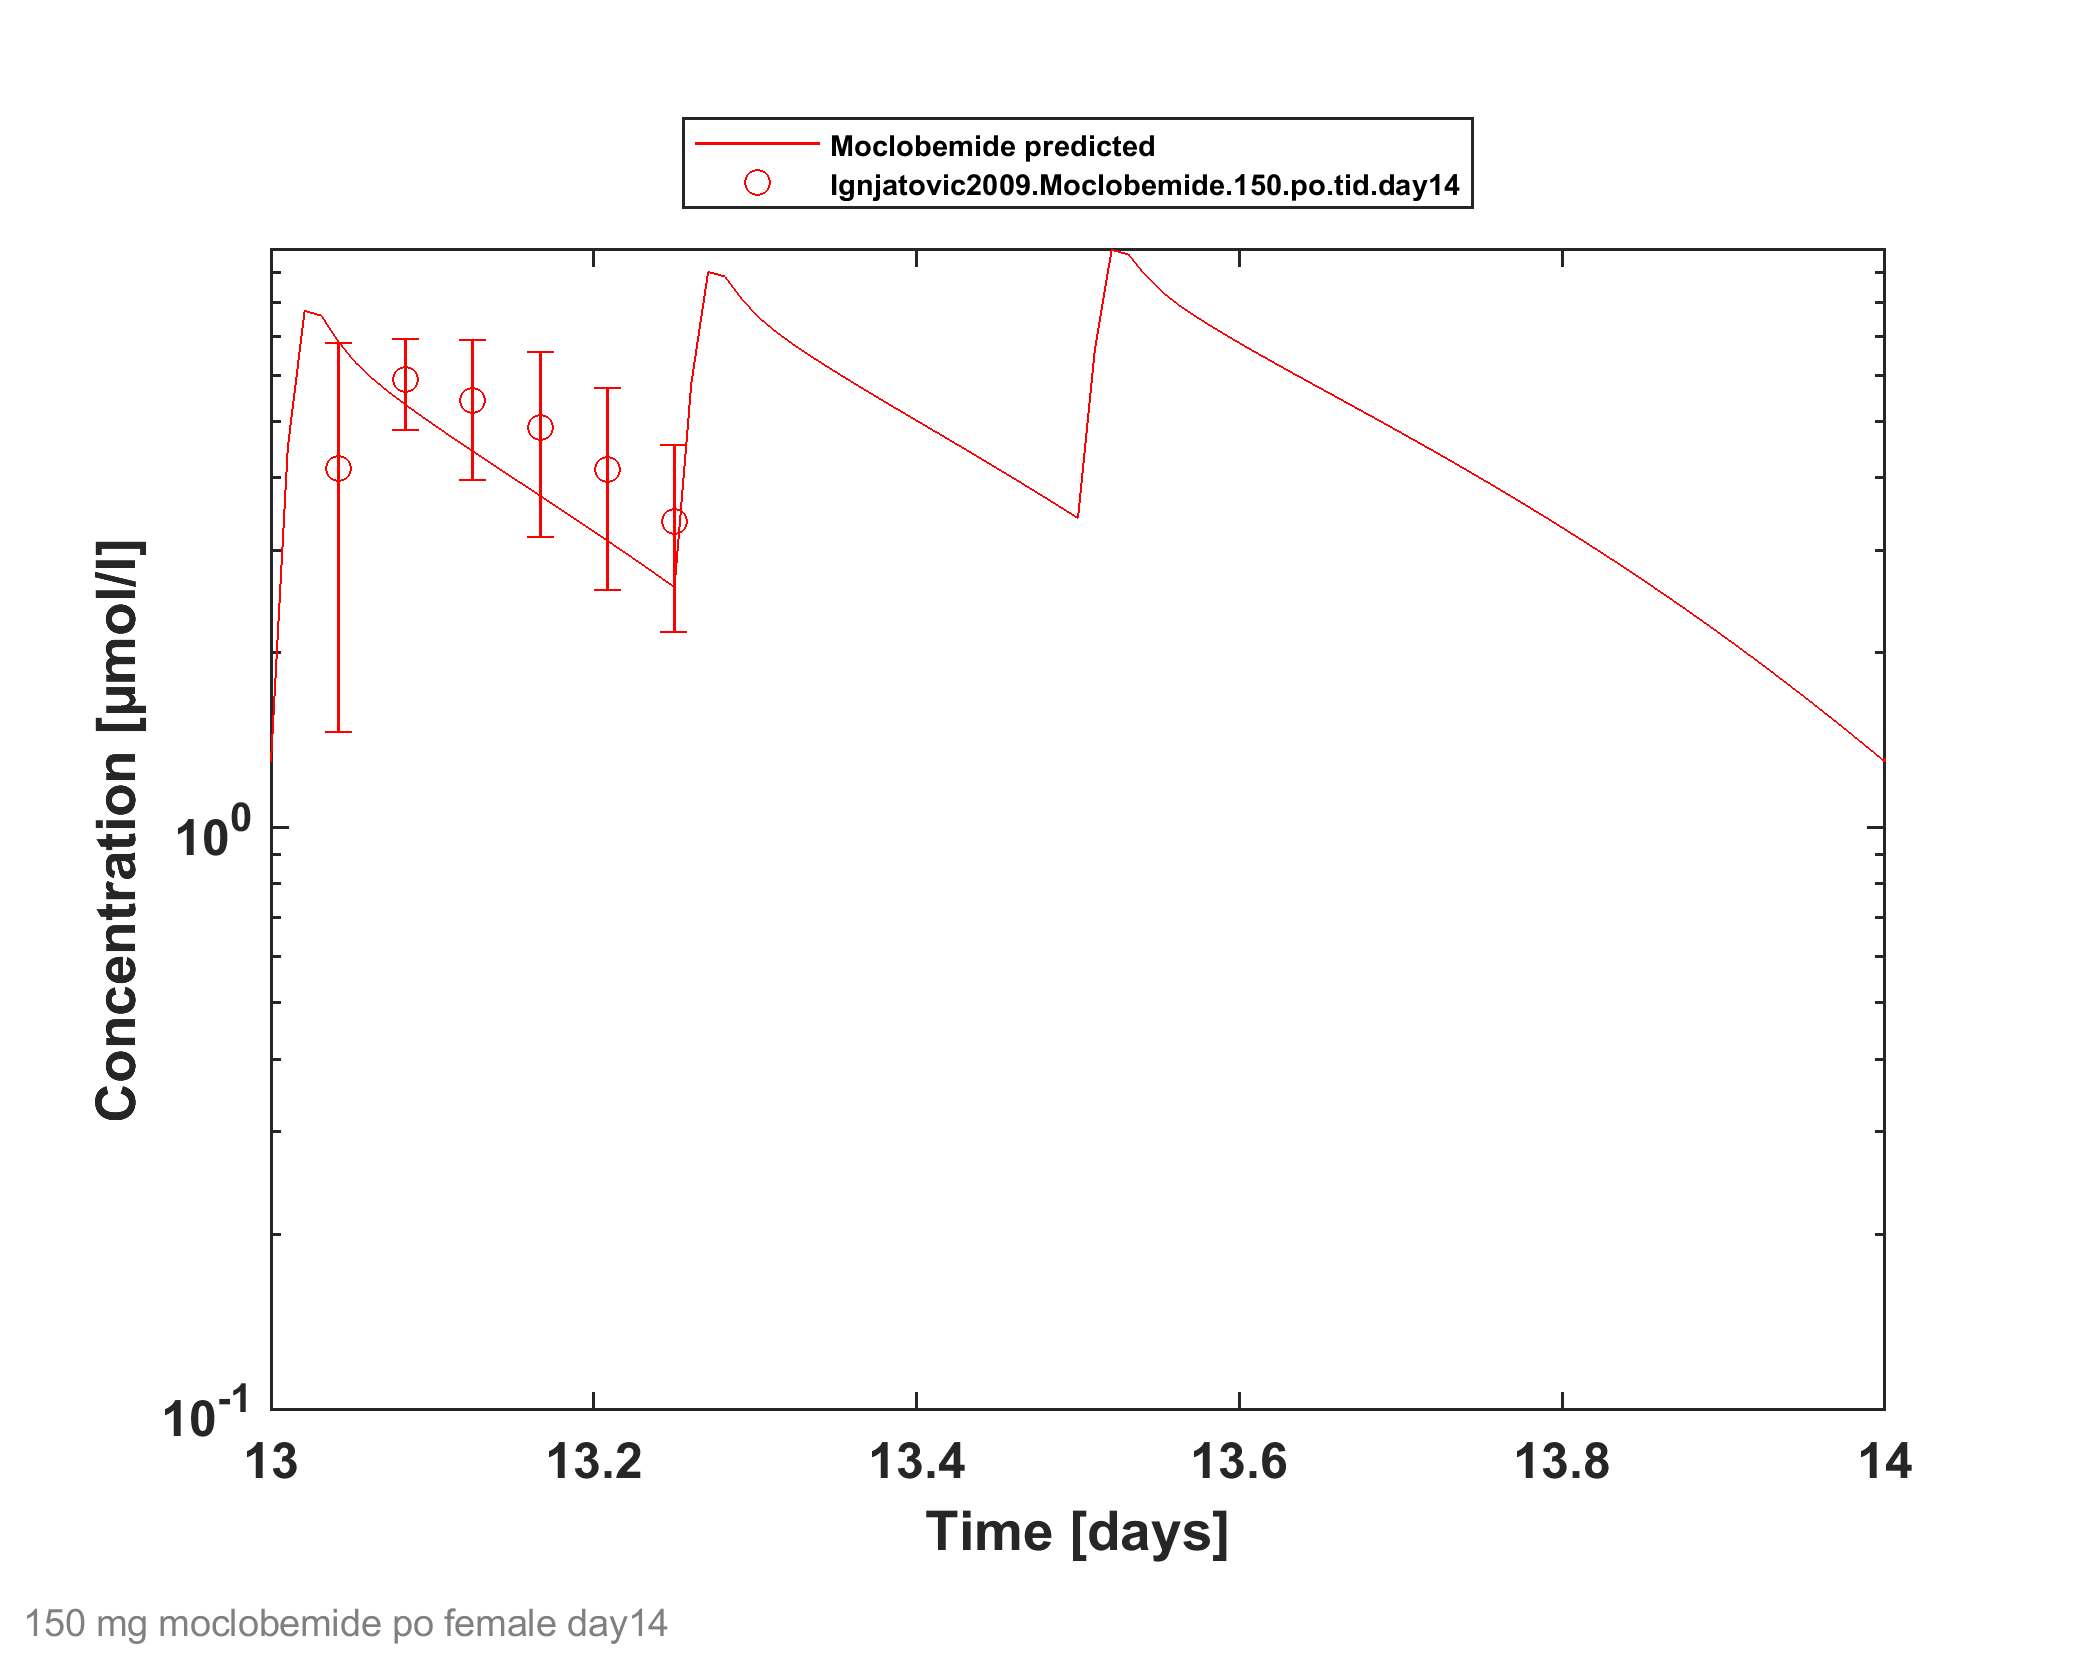 Moclobemide predicted
Ignjatovic2009.Moclobemide.150.po.tid.day14
Concentration [µmol/l]
10^0
10^-1
13 13.2 13.4 13.6 13.8 14
Time [days]
150 mg moclobemide po female day14